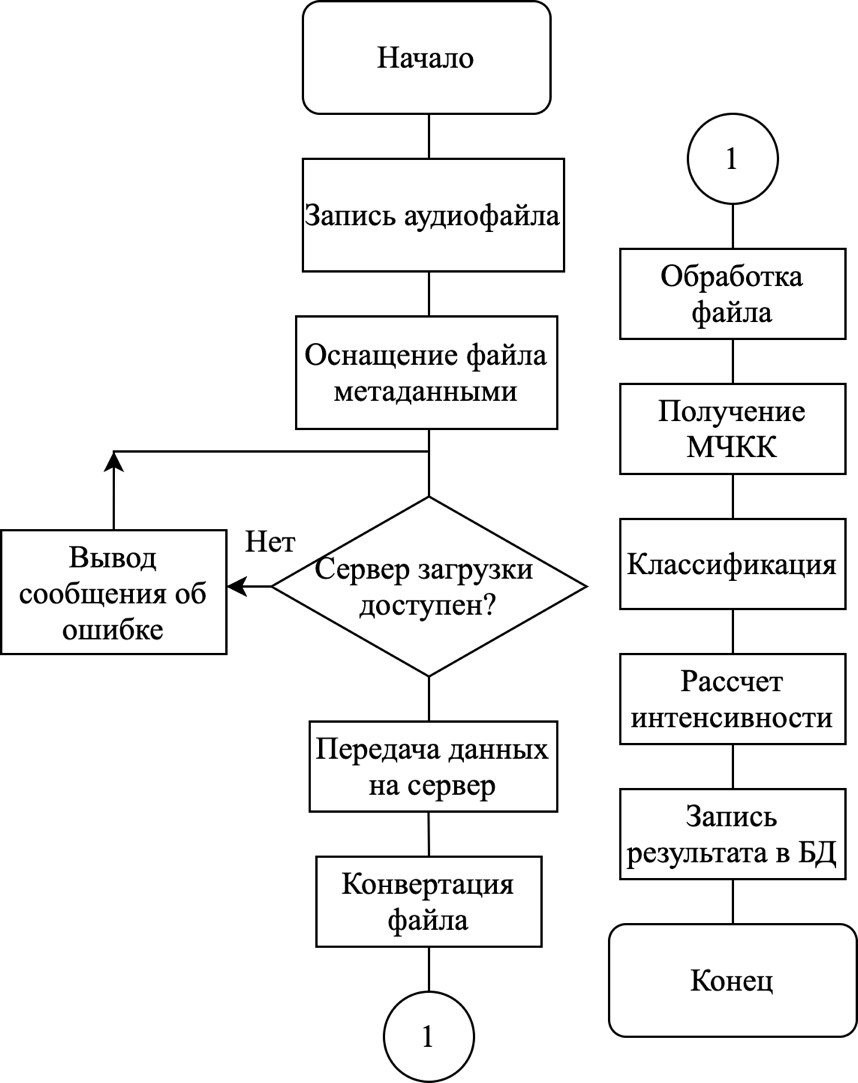 Начало
Запись аудиофайла
Оснащение файла
метаданными
Нет
Сервер загрузки
доступен?
Вывод
сообщения об
ошибке
Передача данных
на сервер
Конвертация
файла
1
1
Обработка
файла
Получение
МЧКК
Классификация
Рассчет
интенсивности
Запись
результата в БД
Конец